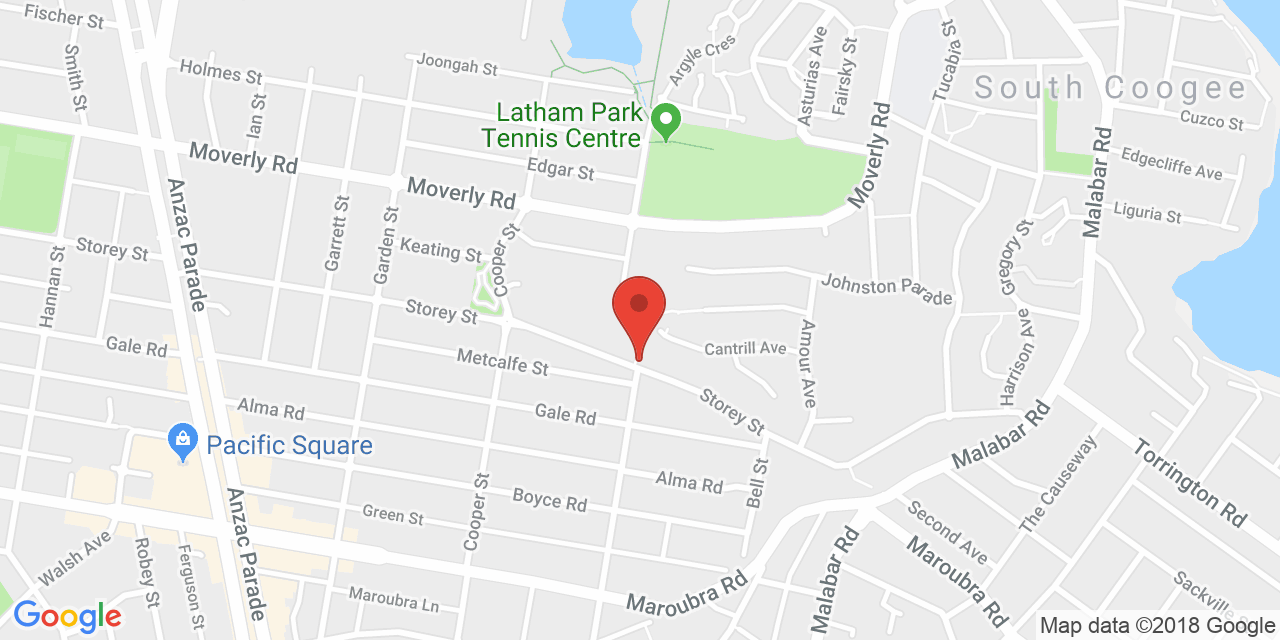 Fischer St
Smith St
Holmes St
Ian St
Joongah St
Argyle Cres
Asturias Ave
Fairsky St
Tucabia St
South Coogee
Cuzco St
Latham Park
Tennis Centre
Moverly Rd
Malabar Rd
Edgecliffe Ave
Moverly Rd
Edgar St
Moverly Rd
Liguria St
Anzac Parade
Garrett St
Garden St
Keating St
Cooper St
Gregory St
Storey St
Hannan St
Johnston Parade
Storey St
Gale Rd
Metcalfe St
Cantrill Ave
Amour Ave
Harrison Ave
Alma Rd
Gale Rd
Storey St
Malabar Rd
Pacific Square
Torrington Rd
The Causeway
Alma Rd
Bell St
Boyce Rd
Cooper St
Green St
Anzac Parade
Second Ave
Walsh Ave
Robey St
Ferguson St
Maroubra Ln
Maroubra Rd
Malabar Rd
Maroubra Rd
Sackville
Google
Map data ©2018 Google